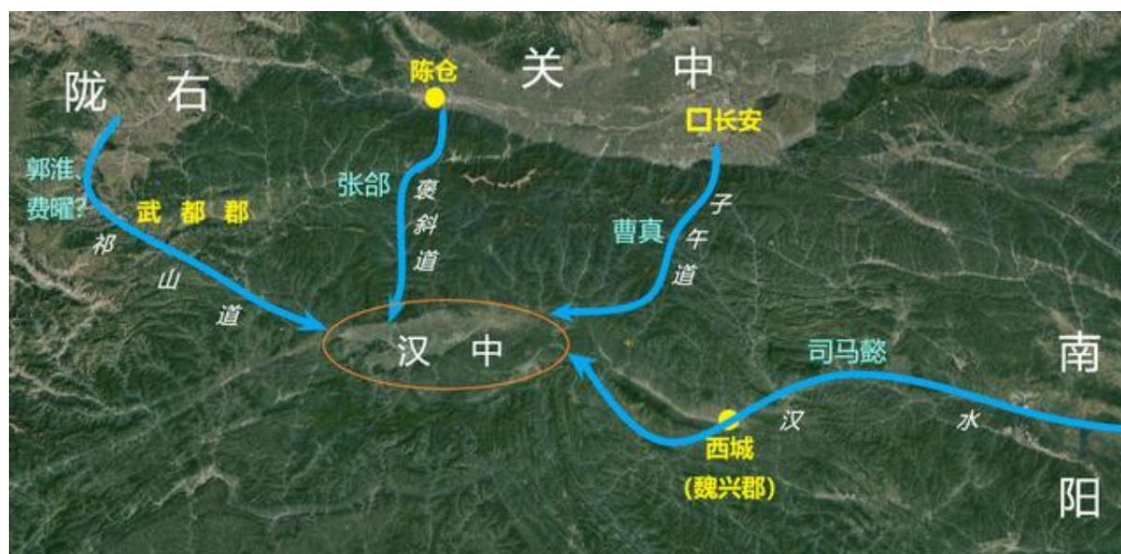 陇右
陈仓
关中
长安
郭淮、
费曜?
武都郡
祁山道
张郃
褒斜道
曹真
子午道
汉中
司马懿
南阳
汉水
西城
(魏兴郡)